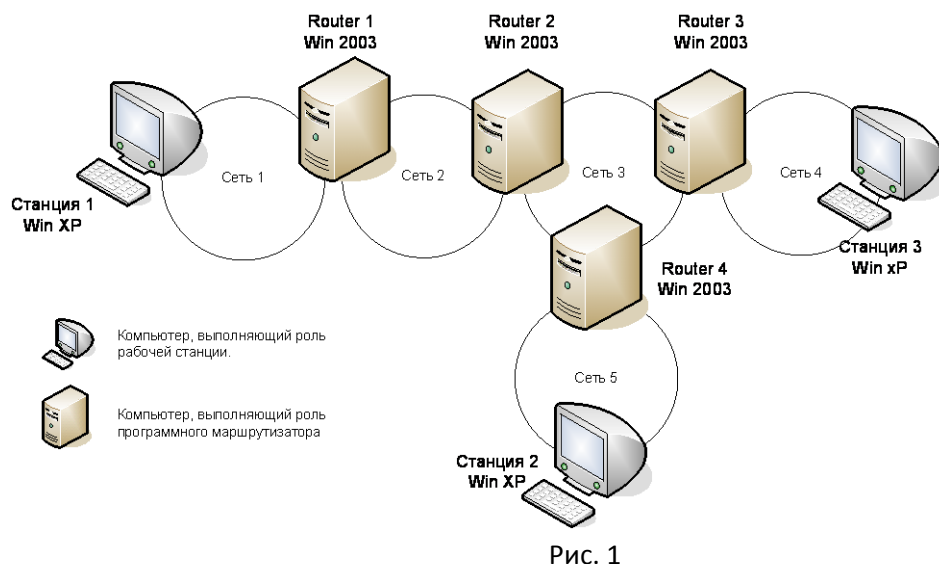 Router 1
Win 2003
Router 2
Win 2003
Router 3
Win 2003
Сеть 1
Сеть 2
Сеть 3
Сеть 4
Станция 1
Win XP
Станция 3
Win xP
Router 4
Win 2003
Компьютер, выполняющий роль
рабочей станции.
Сеть 5
Компьютер, выполняющий роль
программного маршрутизатора
Станция 2
Win XP
Рис. 1